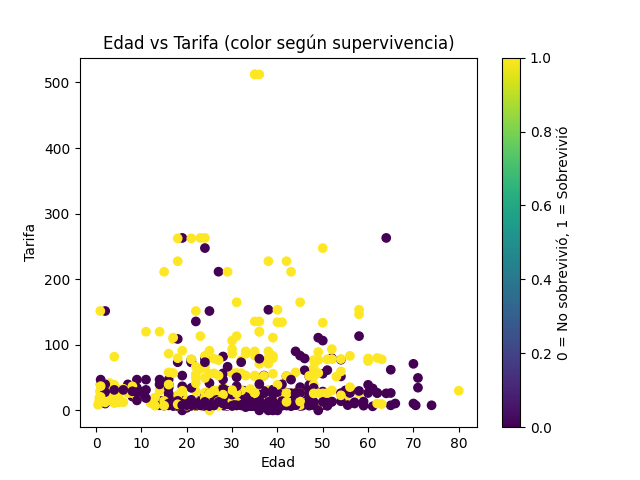 Edad vs Tarifa (color según supervivencia)
500
400
300
200
100
0
Tarifa
0 10 20 30 40 50 60 70 80
Edad
1.0
0.8
0.6
0.4
0.2
0.0
0 = No sobrevivió, 1 = Sobrevivió